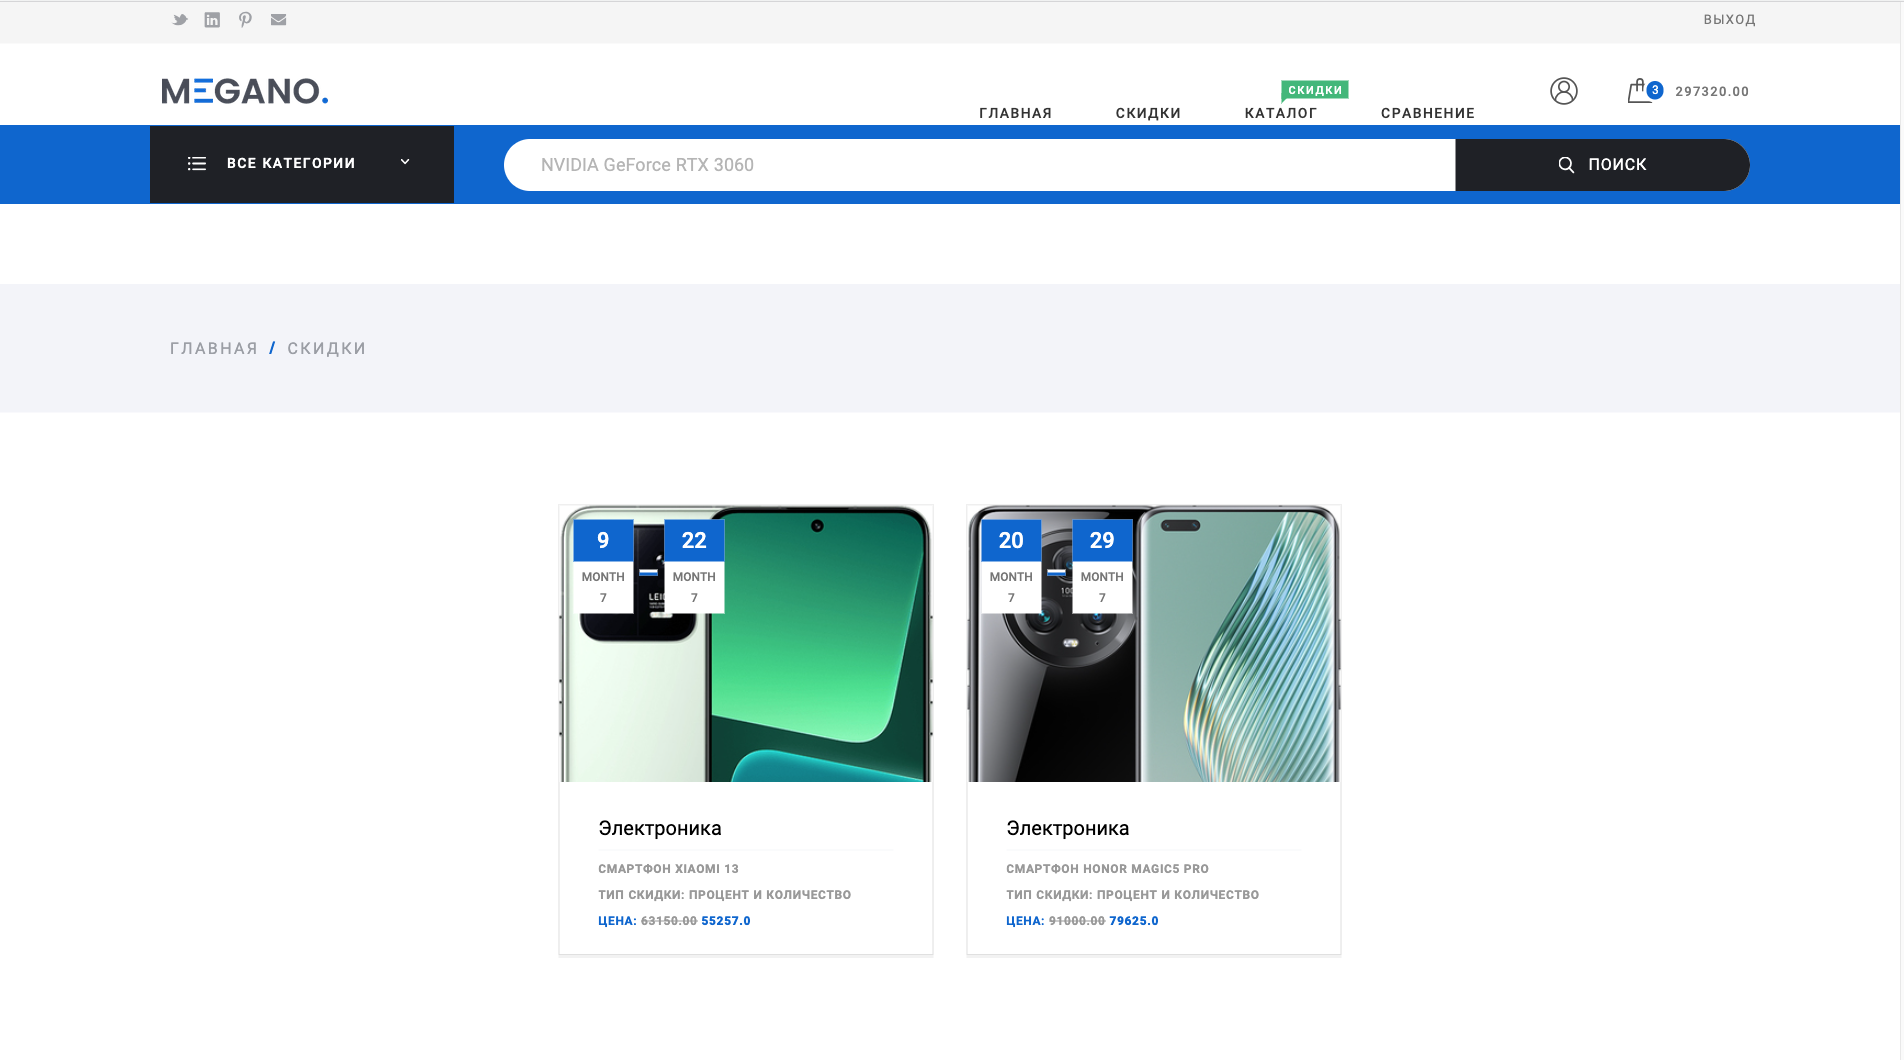 ВЫХОД
MEGANO.
СКИДКИ
ГЛАВНАЯ СКИДКИ КАТАЛОГ СРАВНЕНИЕ
3 297320.00
ВСЕ КАТЕГОРИИ
NVIDIA GeForce RTX 3060
ПОИСК
ГЛАВНАЯ / СКИДКИ
9
MONTH
7
22
MONTH
7
Электроника
СМАРТФОН XIAOMI 13
ТИП СКИДКИ: ПРОЦЕНТ И КОЛИЧЕСТВО
ЦЕНА: 63150.00 55257.0
20
MONTH
7
29
MONTH
7
Электроника
СМАРТФОН HONOR MAGIC5 PRO
ТИП СКИДКИ: ПРОЦЕНТ И КОЛИЧЕСТВО
ЦЕНА: 91000.00 79625.0